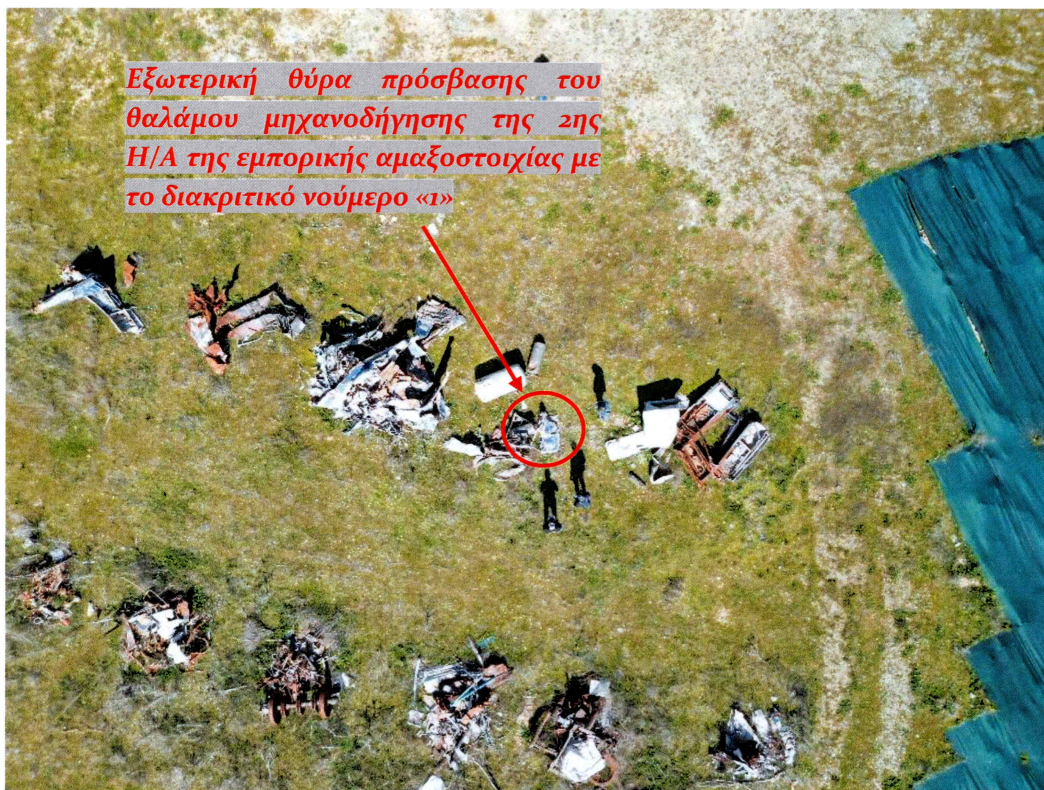 Εξωτερική θύρα πρόσβασης του
θαλάμου μηχανοδήγησης της 2ης
Η/Α της εμπορικής αμαξοστοιχίας με
το διακριτικό νούμερο «1»